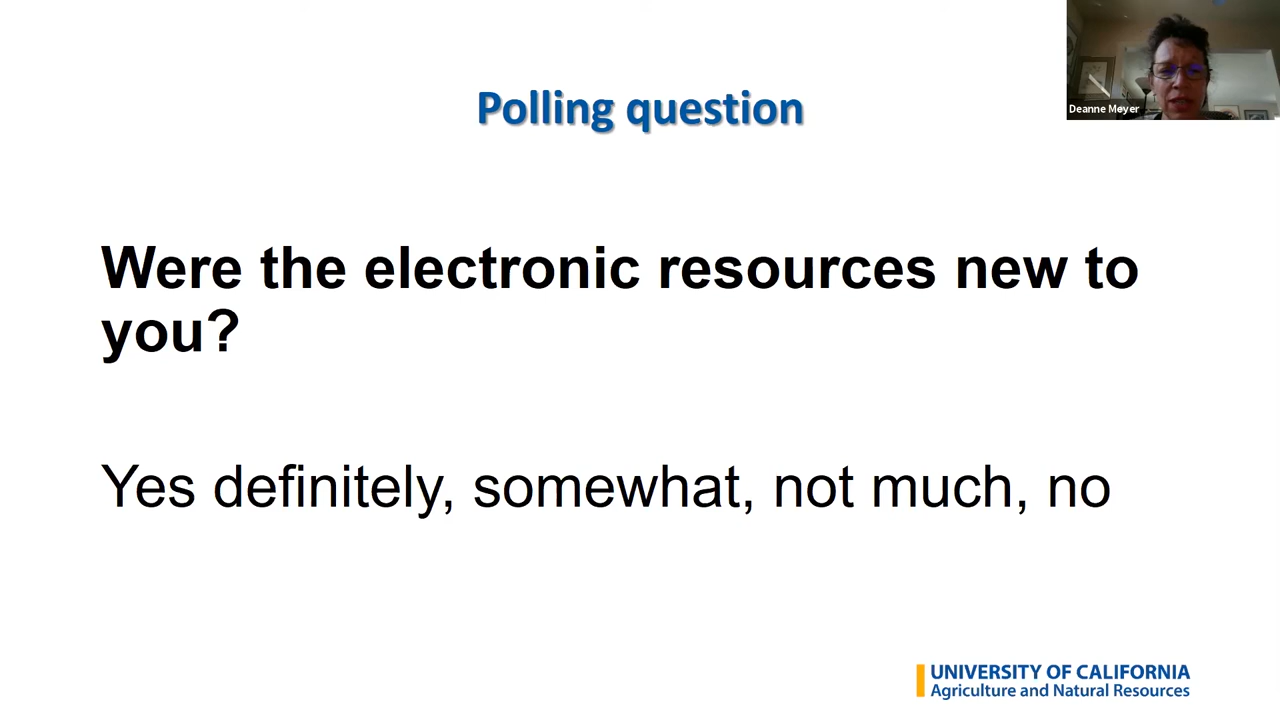 Polling question
Deanne Meyer
Were the electronic resources new to
you?
Yes definitely, somewhat, not much, no
UNIVERSITY OF CALIFORNIA
Agriculture and Natural Resources